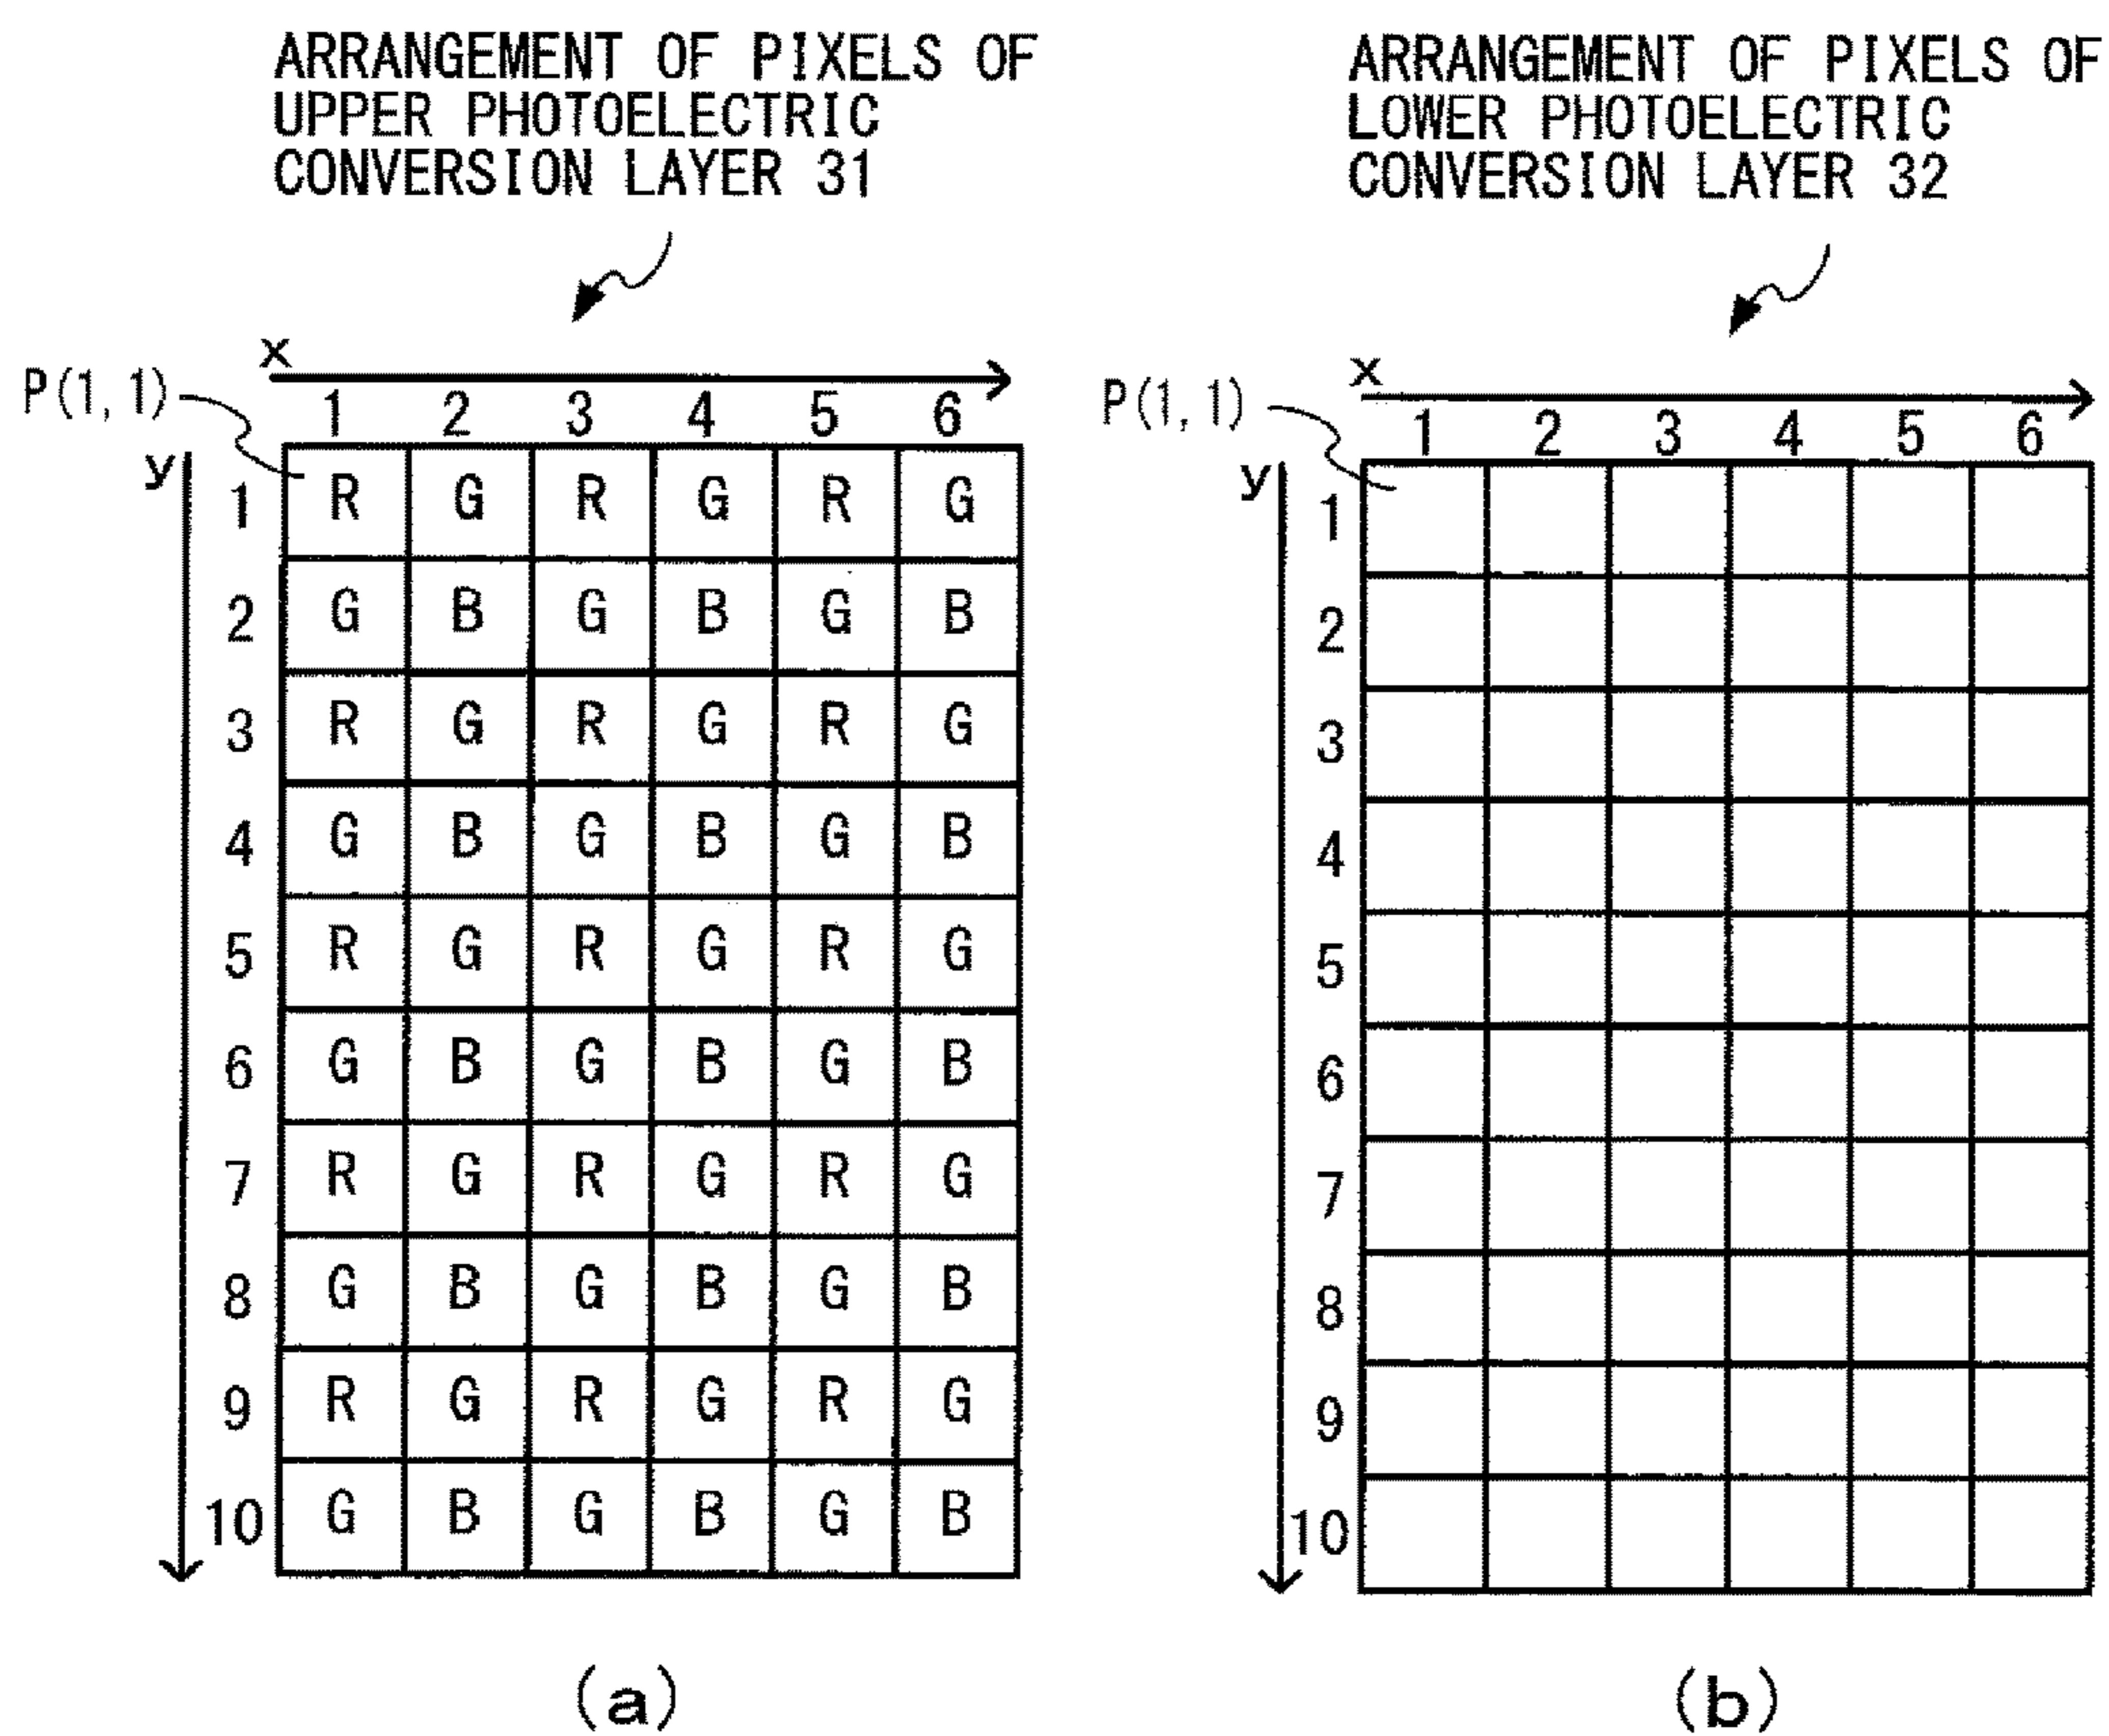 ARRANGEMENT OF PIXELS OF
UPPER PHOTOELECTRIC
CONVERSION LAYER 31
x
P(1,1)
1 2 3 4 5 6
y
1 R G R G R G
2 G B G B G B
3 R G R G R G
4 G B G B G B
5 R G R G R G
6 G B G B G B
7 R G R G R G
8 G B G B G B
9 R G R G R G
10 G B G B G B
(a)
ARRANGEMENT OF PIXELS OF
LOWER PHOTOELECTRIC
CONVERSION LAYER 32
x
P(1,1)
1 2 3 4 5 6
y
1
2
3
4
5
6
7
8
9
10
(b)